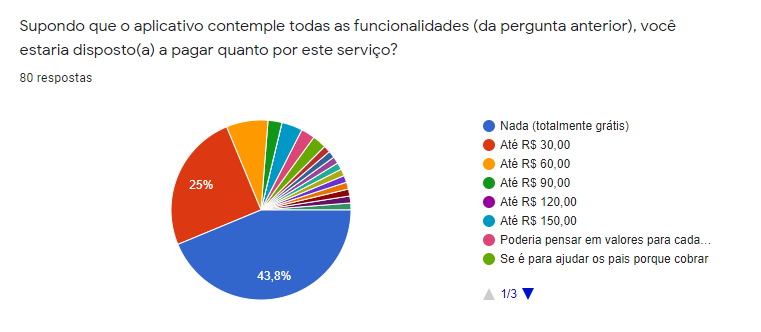 Supondo que o aplicativo contemple todas as funcionalidades (da pergunta anterior), você
estaria disposto(a) a pagar quanto por este serviço?
80 respostas
25%
43,8%
Nada (totalmente grátis)
Até R$ 30,00
Até R$ 60,00
Até R$ 90,00
Até R$ 120,00
Até R$ 150,00
Poderia pensar em valores para cada...
Se é para ajudar os pais porque cobrar
1/3